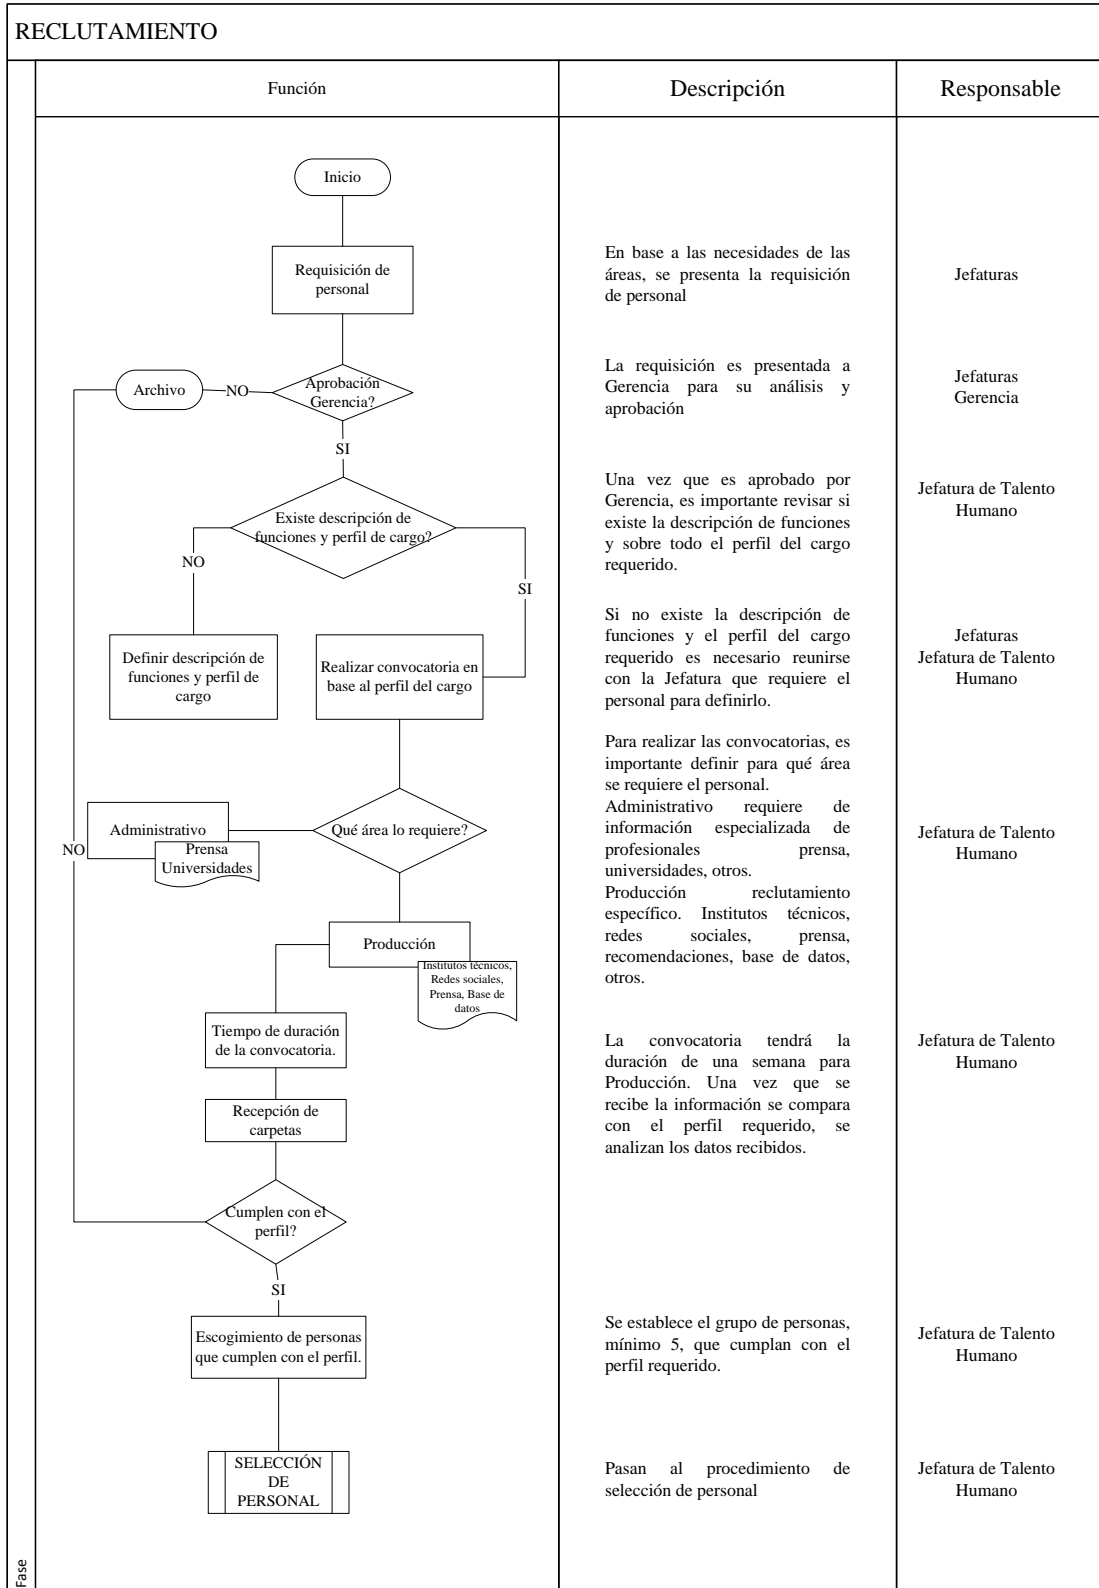 RECLUTAMIENTO
Función
Descripción
Responsable
Inicio
Requisición de
personal
En base a las necesidades de las
áreas, se presenta la requisición
de personal
Jefaturas
Archivo
NO
Aprobación
Gerencia?
La requisición es presentada a
Gerencia para su análisis y
aprobación
Jefaturas
Gerencia
SI
Existe descripción de
funciones y perfil de cargo?
Una vez que es aprobado por
Gerencia, es importante revisar si
existe la descripción de funciones
y sobre todo el perfil del cargo
requerido.
Jefatura de Talento
Humano
NO
SI
Definir descripción de
funciones y perfil de
cargo
Realizar convocatoria en
base al perfil del cargo
Si no existe la descripción de
funciones y el perfil del cargo
requerido es necesario reunirse
con la Jefatura que requiere el
personal para definirlo.
Jefaturas
Jefatura de Talento
Humano
Administrativo
Prensa
Universidades
Qué área lo requiere?
NO
Para realizar las convocatorias, es
importante definir para qué área
se requiere el personal.
Administrativo requiere de
información especializada de
profesionales prensa,
universidades, otros.
Producción reclutamiento
específico. Institutos técnicos,
redes sociales, prensa,
recomendaciones, base de datos,
otros.
Jefatura de Talento
Humano
Producción
Institutos técnicos,
Redes sociales,
Prensa, Base de
datos
Tiempo de duración
de la convocatoria.
Recepción de
carpetas
La convocatoria tendrá la
duración de una semana para
Producción. Una vez que se
recibe la información se compara
con el perfil requerido, se
analizan los datos recibidos.
Jefatura de Talento
Humano
Cumplen con el
perfil?
SI
Escogimiento de personas
que cumplen con el perfil.
Se establece el grupo de personas,
mínimo 5, que cumplan con el
perfil requerido.
Jefatura de Talento
Humano
SELECCIÓN
DE
PERSONAL
Pasan al procedimiento de
selección de personal
Jefatura de Talento
Humano
Fase